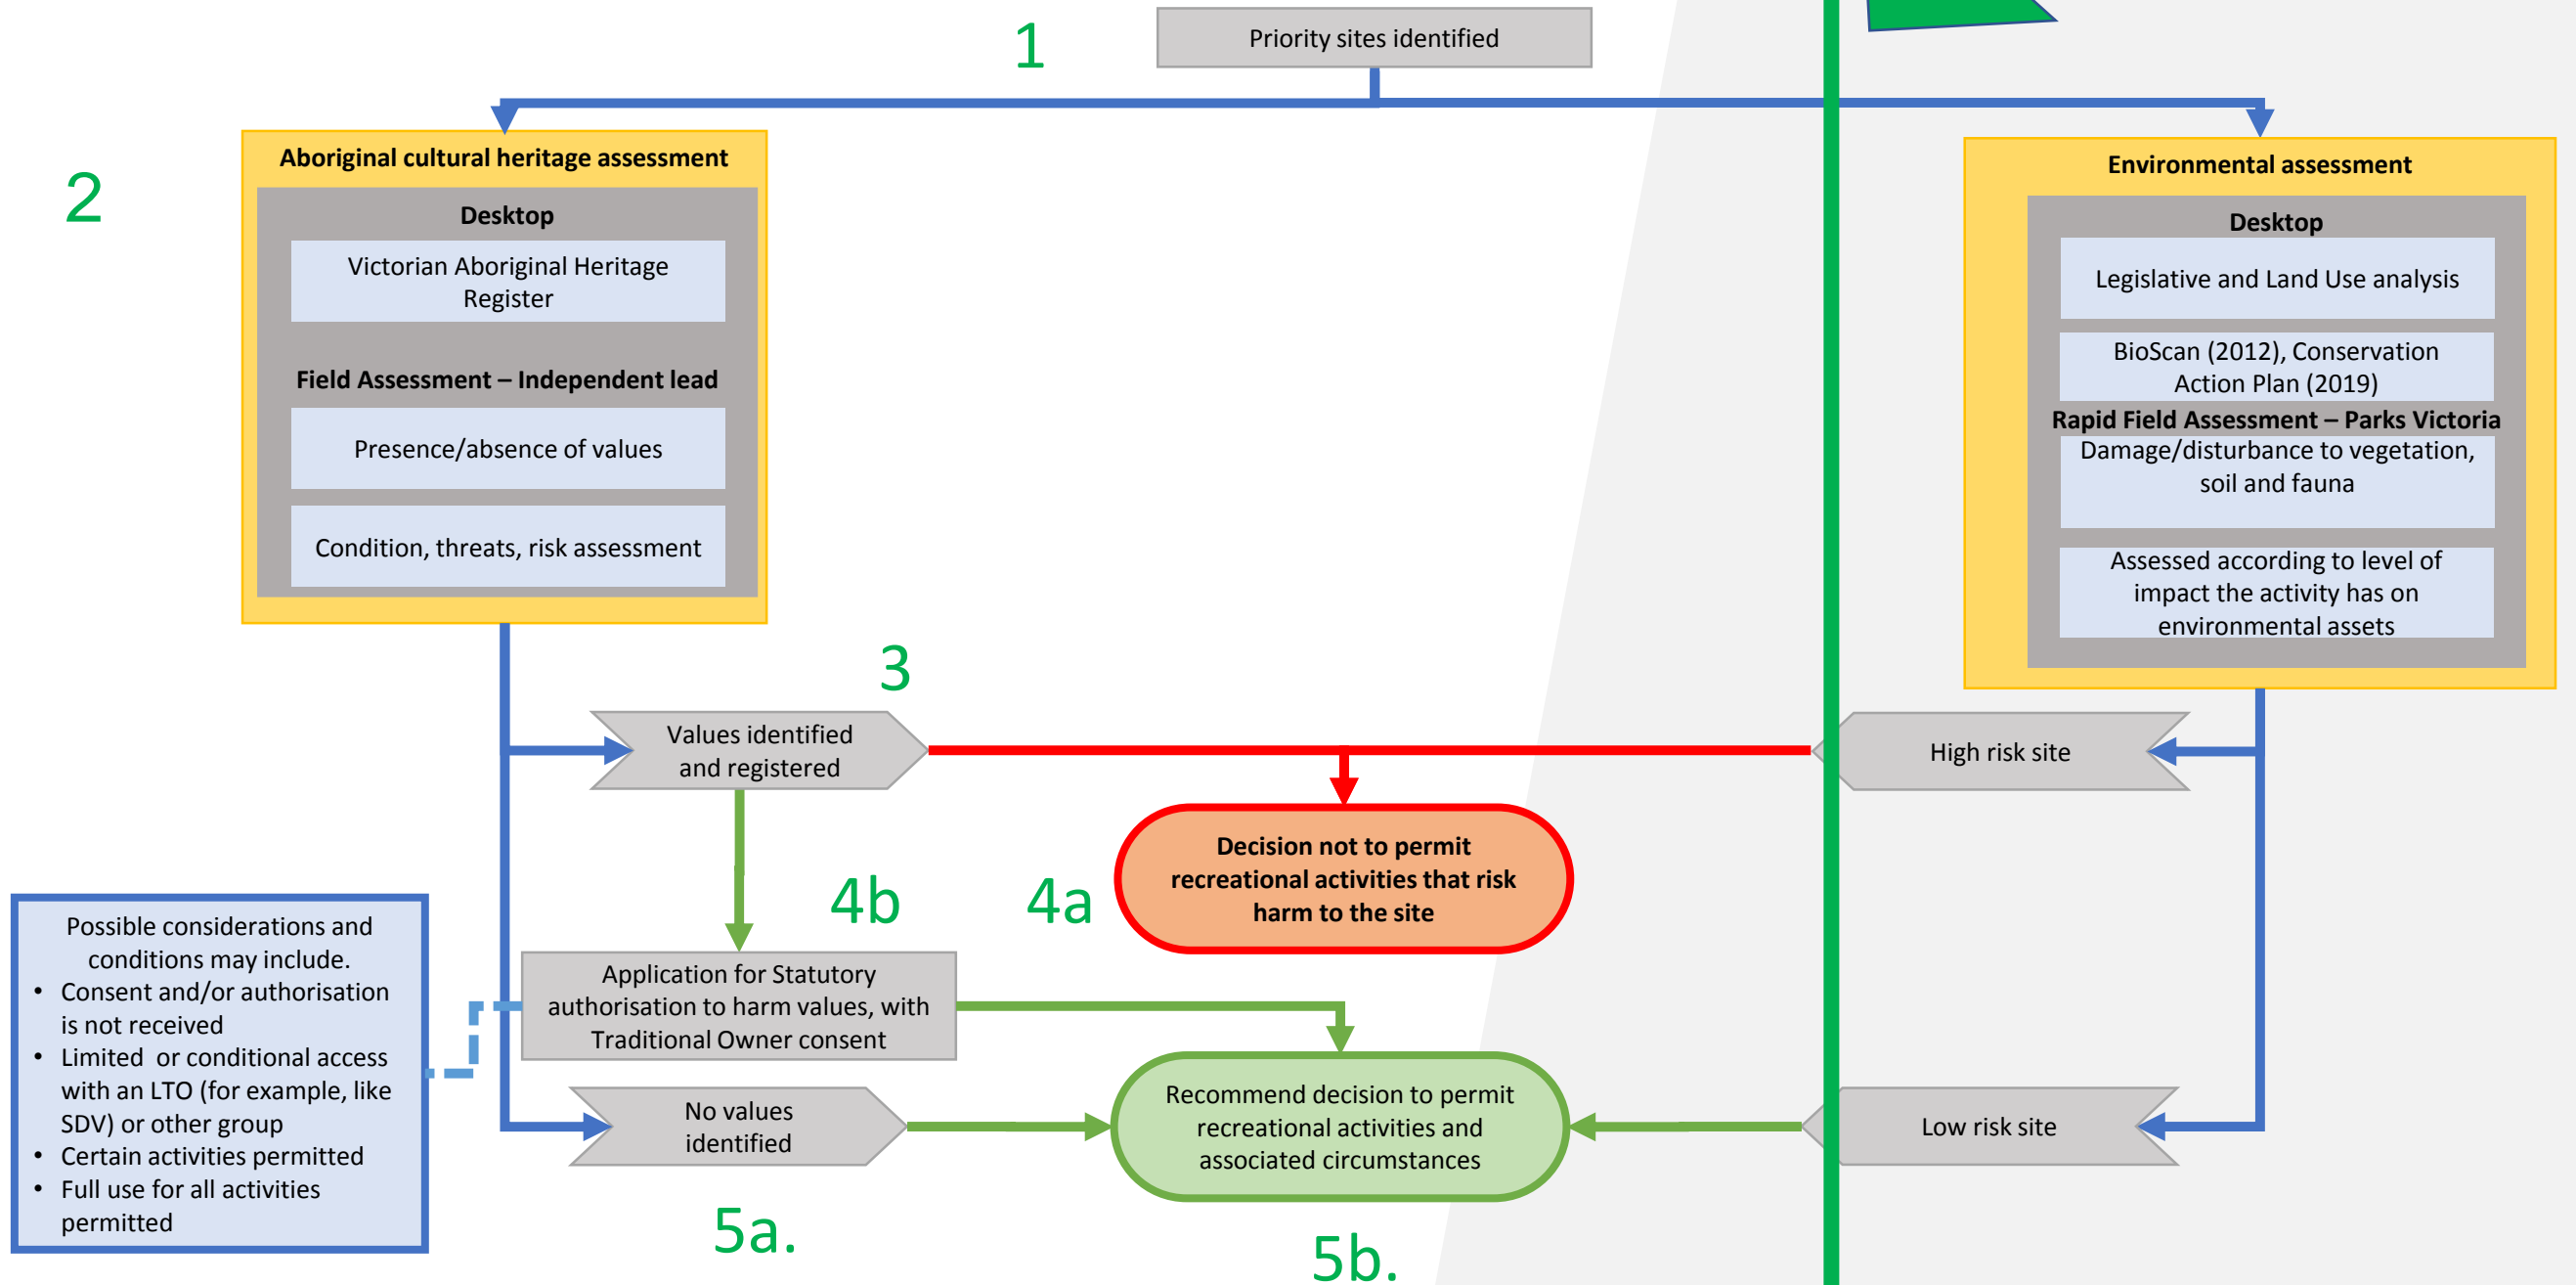 1
Priority sites identified
2
Aboriginal cultural heritage assessment
Desktop
Victorian Aboriginal Heritage
Register
Field Assessment – Independent lead
Presence/absence of values
Condition, threats, risk assessment
Environmental assessment
Desktop
Legislative and Land Use analysis
BioScan (2012), Conservation
Action Plan (2019)
Rapid Field Assessment – Parks Victoria
Damage/disturbance to vegetation,
soil and fauna
Assessed according to level of
impact the activity has on
environmental assets
3
Values identified
and registered
High risk site
4b
4a
Decision not to permit
recreational activities that risk
harm to the site
Possible considerations and
conditions may include.
• Consent and/or authorisation
is not received
• Limited or conditional access
with an LTO (for example, like
SDV) or other group
• Certain activities permitted
• Full use for all activities
permitted
Application for Statutory
authorisation to harm values, with
Traditional Owner consent
No values
identified
Recommend decision to permit
recreational activities and
associated circumstances
Low risk site
5a.
5b.